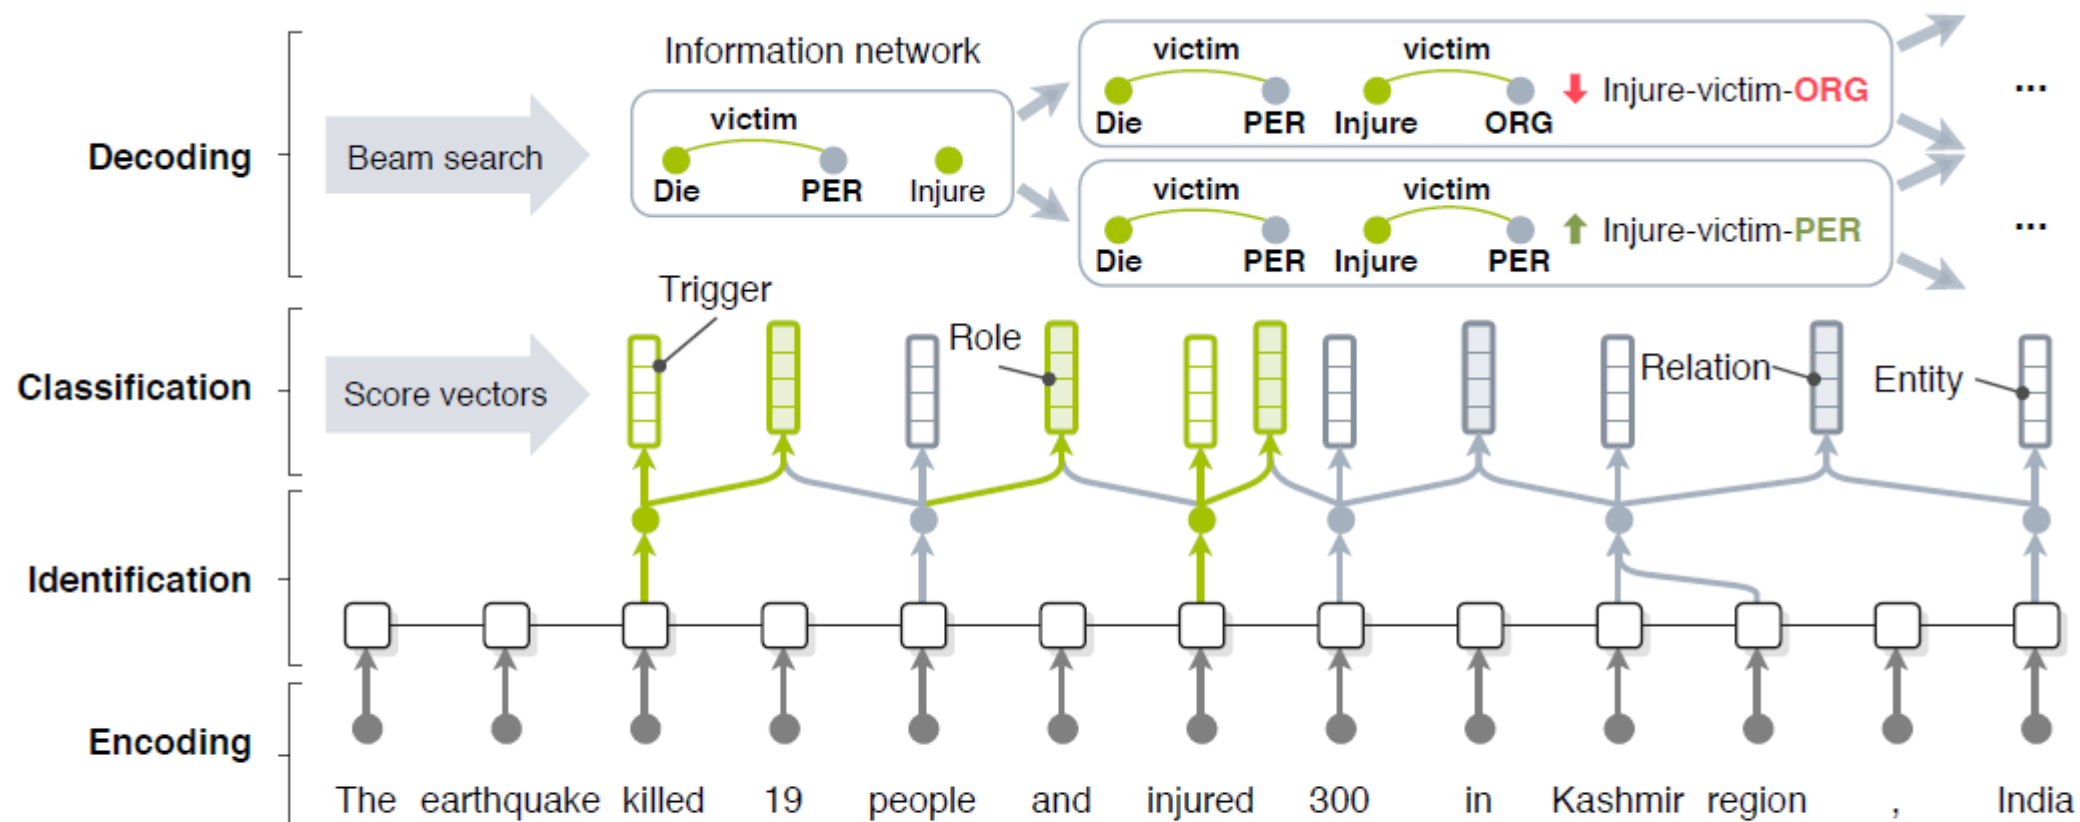 Decoding
Beam search
Information network
victim
Die PER Injure
victim victim
Die PER Injure ORG
Injure-victim-ORG
...
victim victim
Die PER Injure PER
Injure-victim-PER
...
Classification
Score vectors
Trigger
Role
Relation
Entity
Identification
Encoding
The earthquake killed 19 people and injured 300 in Kashmir region , India